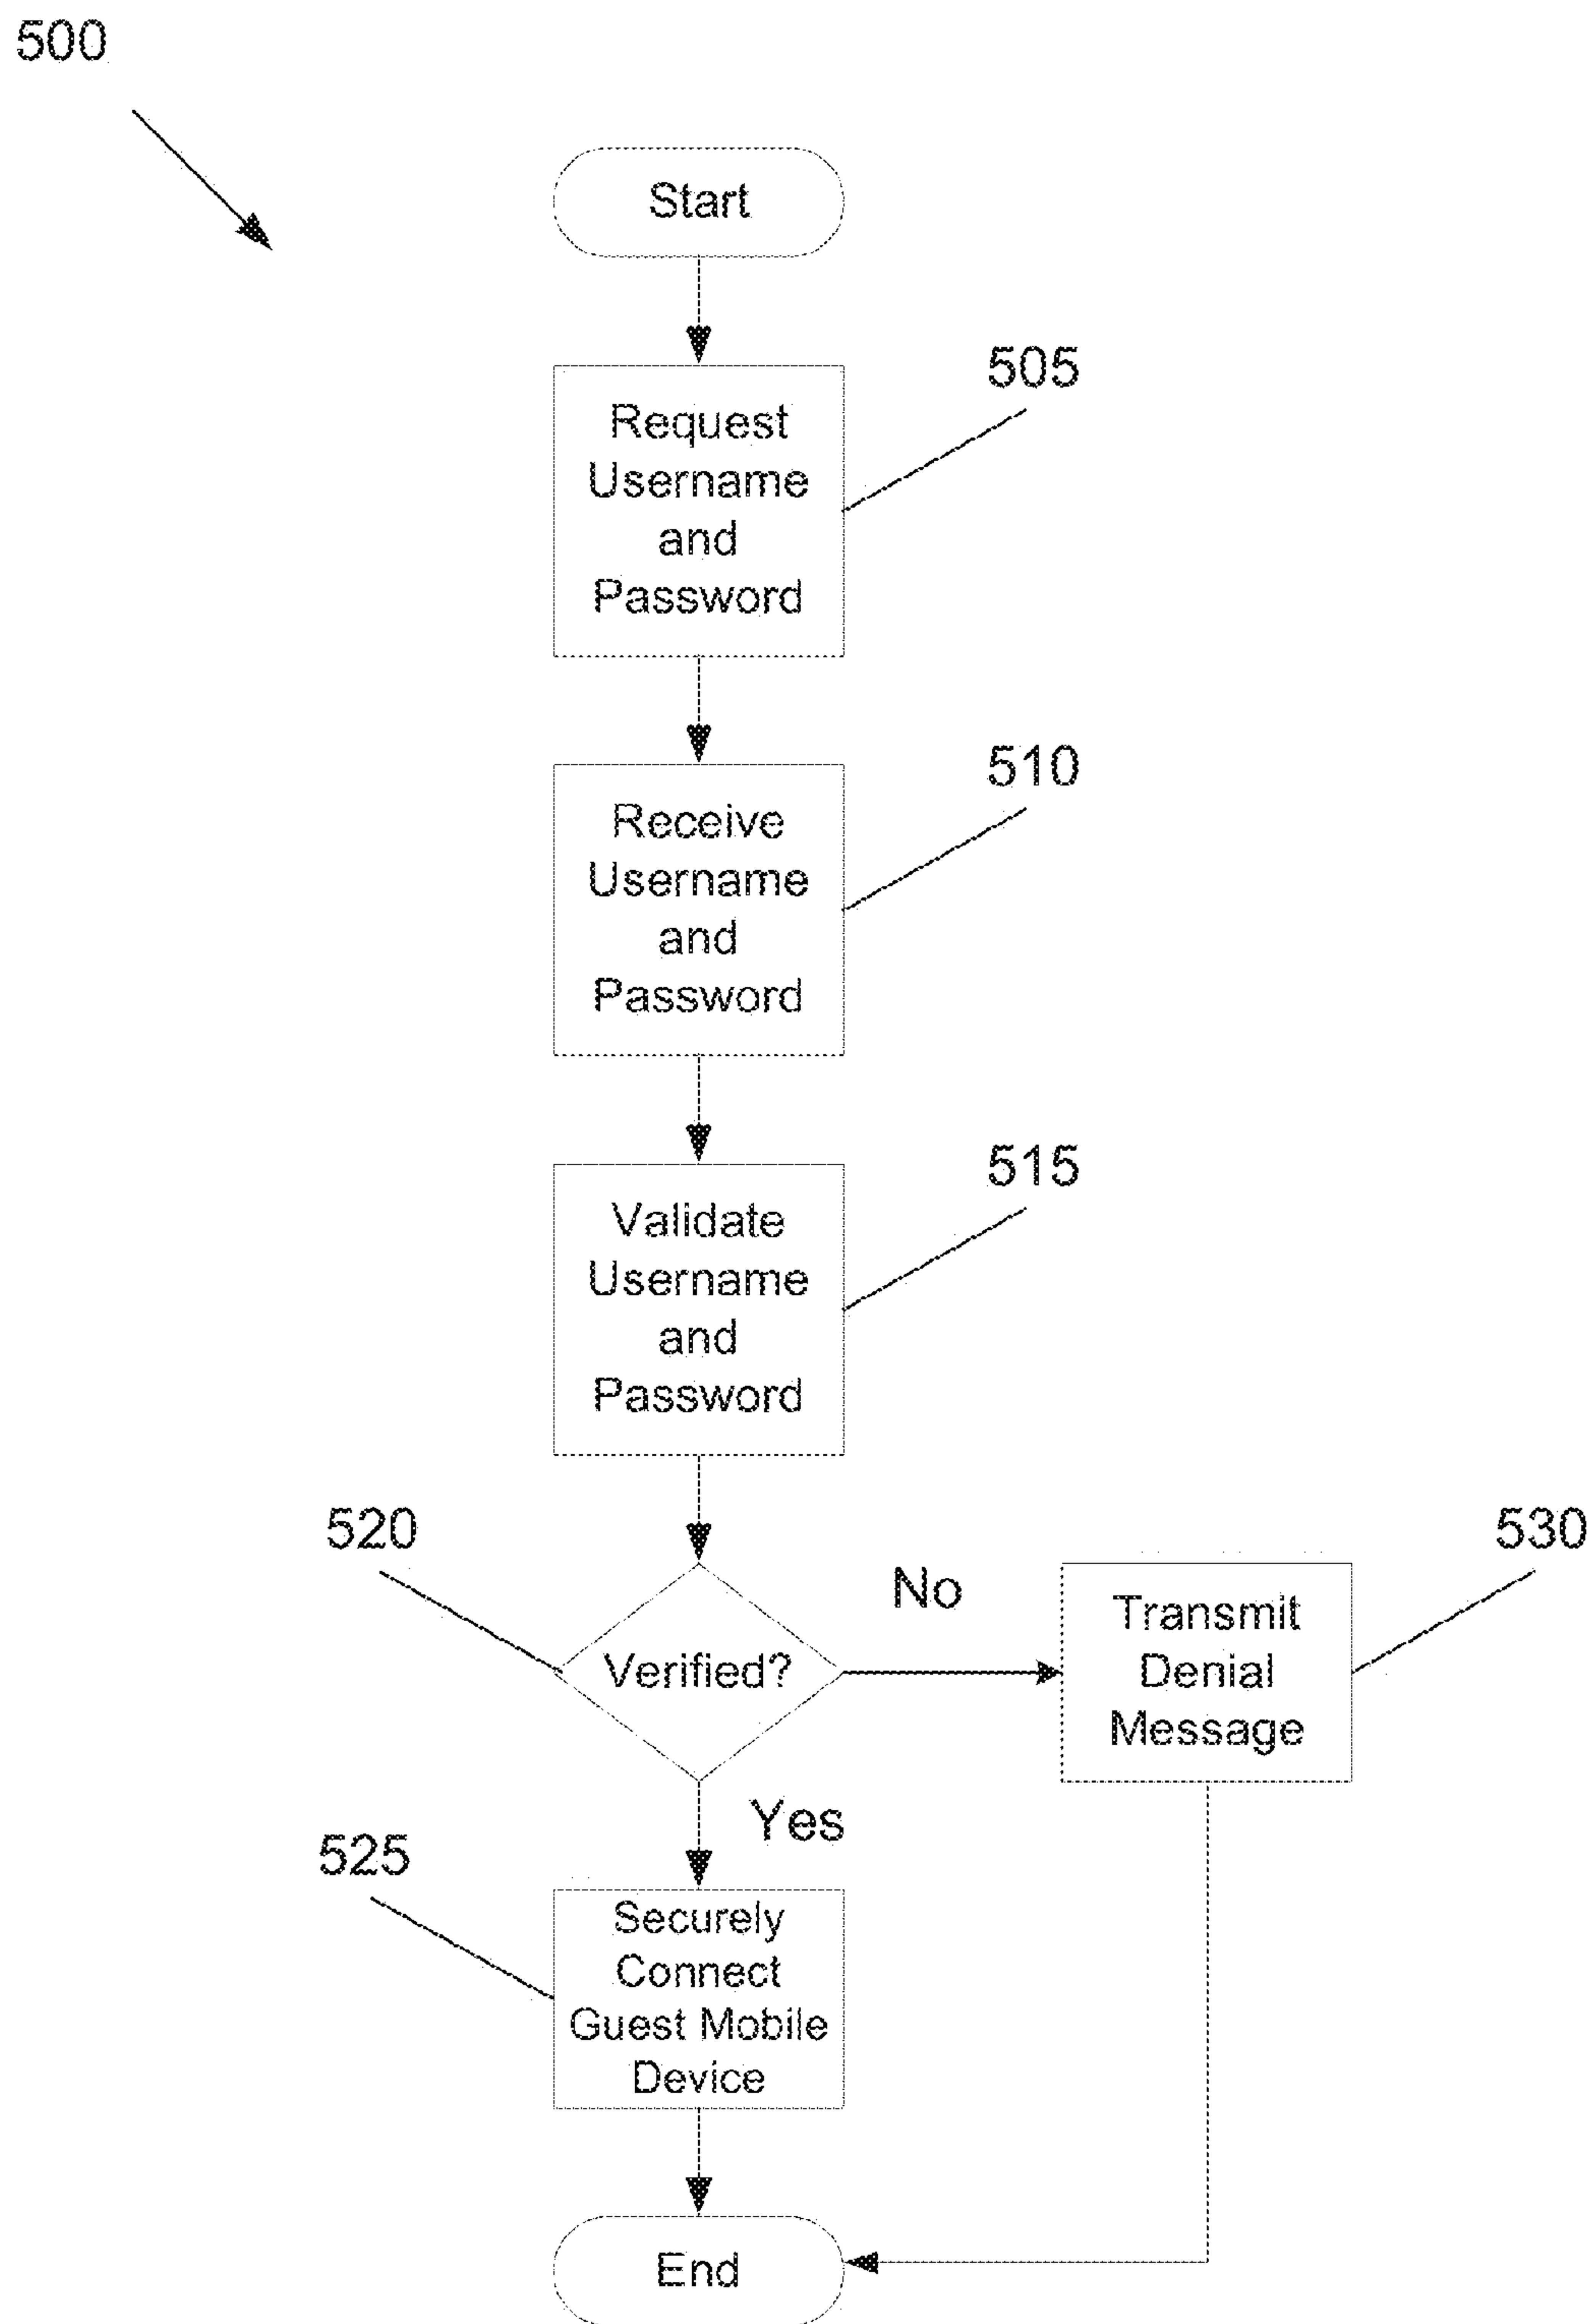 500
Start
505
Request
Username
and
Password
510
Receive
Username
and
Password
515
Validate
Username
and
Password
520
Verified?
No
530
Transmit
Denial
Message
Yes
525
Securely
Connect
Guest Mobile
Device
End